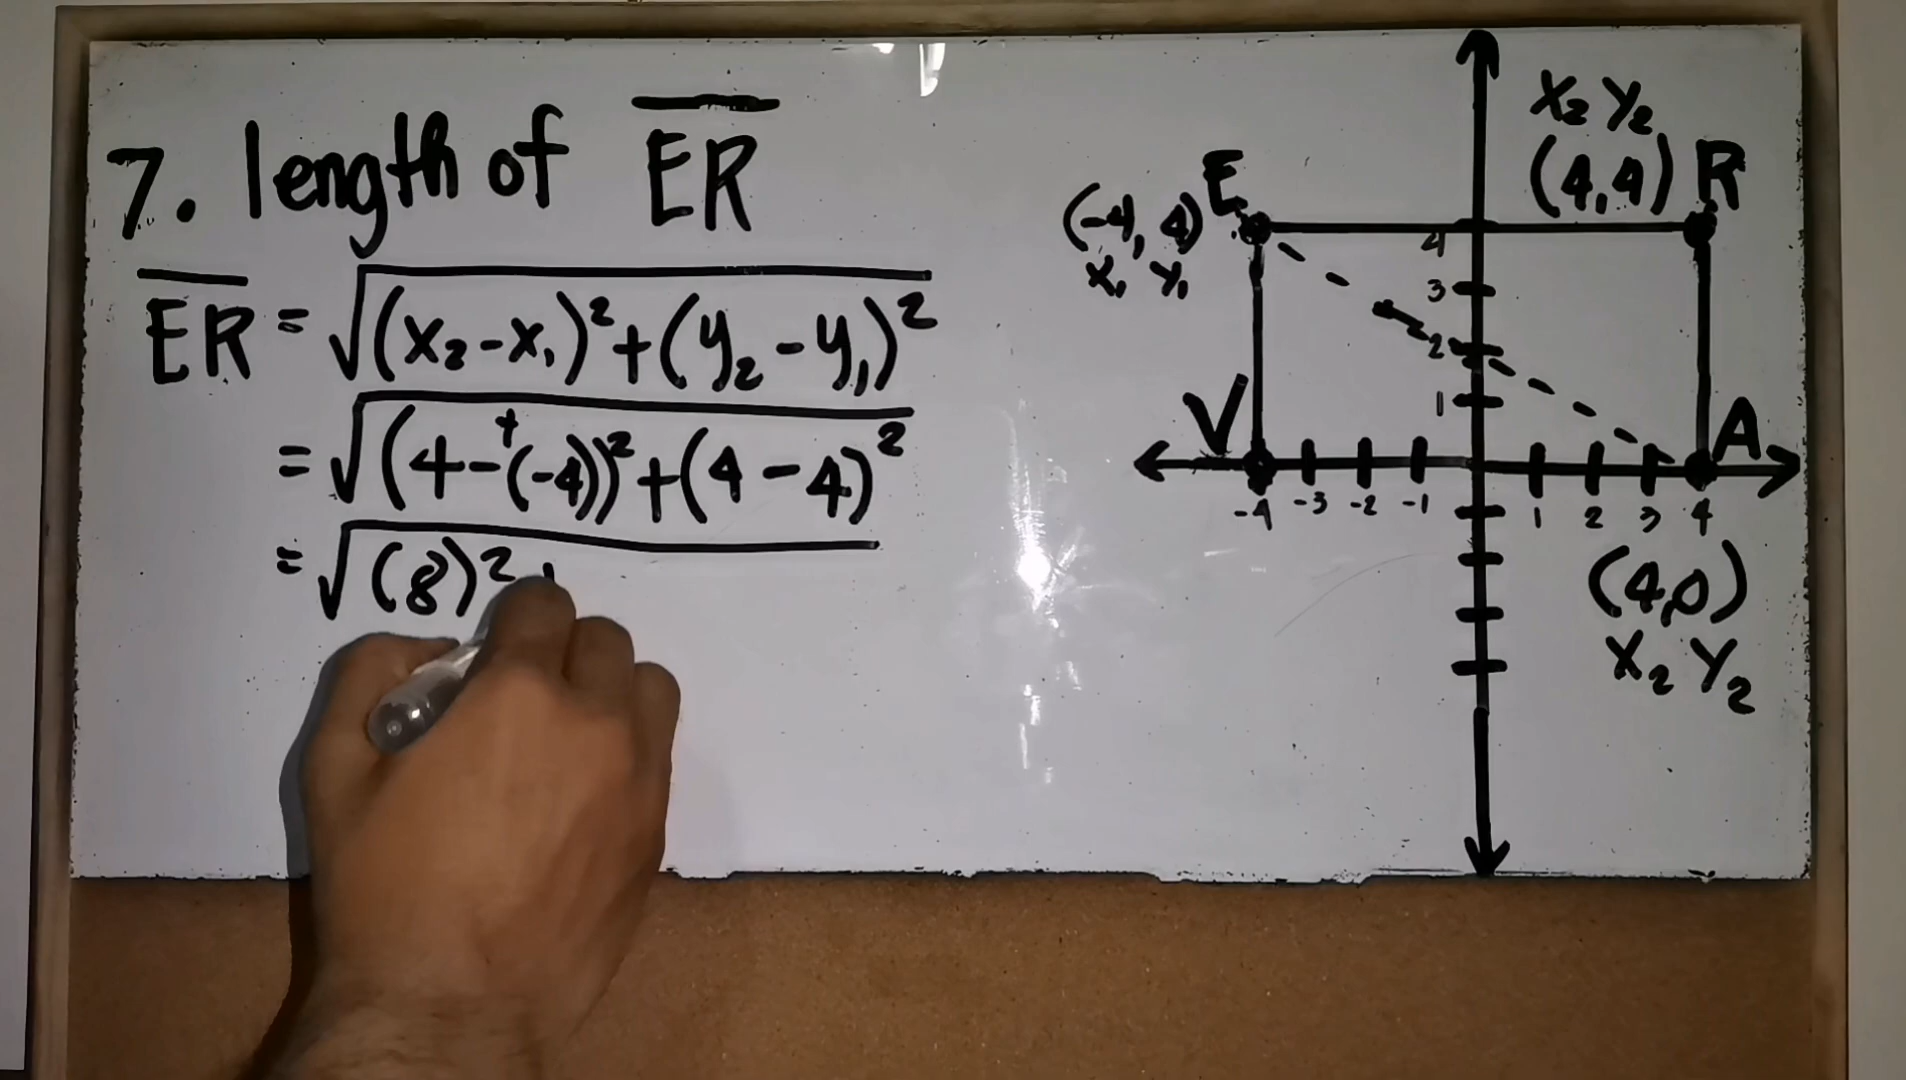 7. length of ER
ER = √(x₂-x₁)²+(y₂-y₁)²
= √(4-⁺(-4))²+(4-4)²
= √(8)²+
X₂ Y₂
(4,4) R
E
(-4, 4)
X₁ Y₁
4
3
2
1
V
A
-4 -3 -2 -1 1 2 3 4
(4,0)
X₂ Y₂